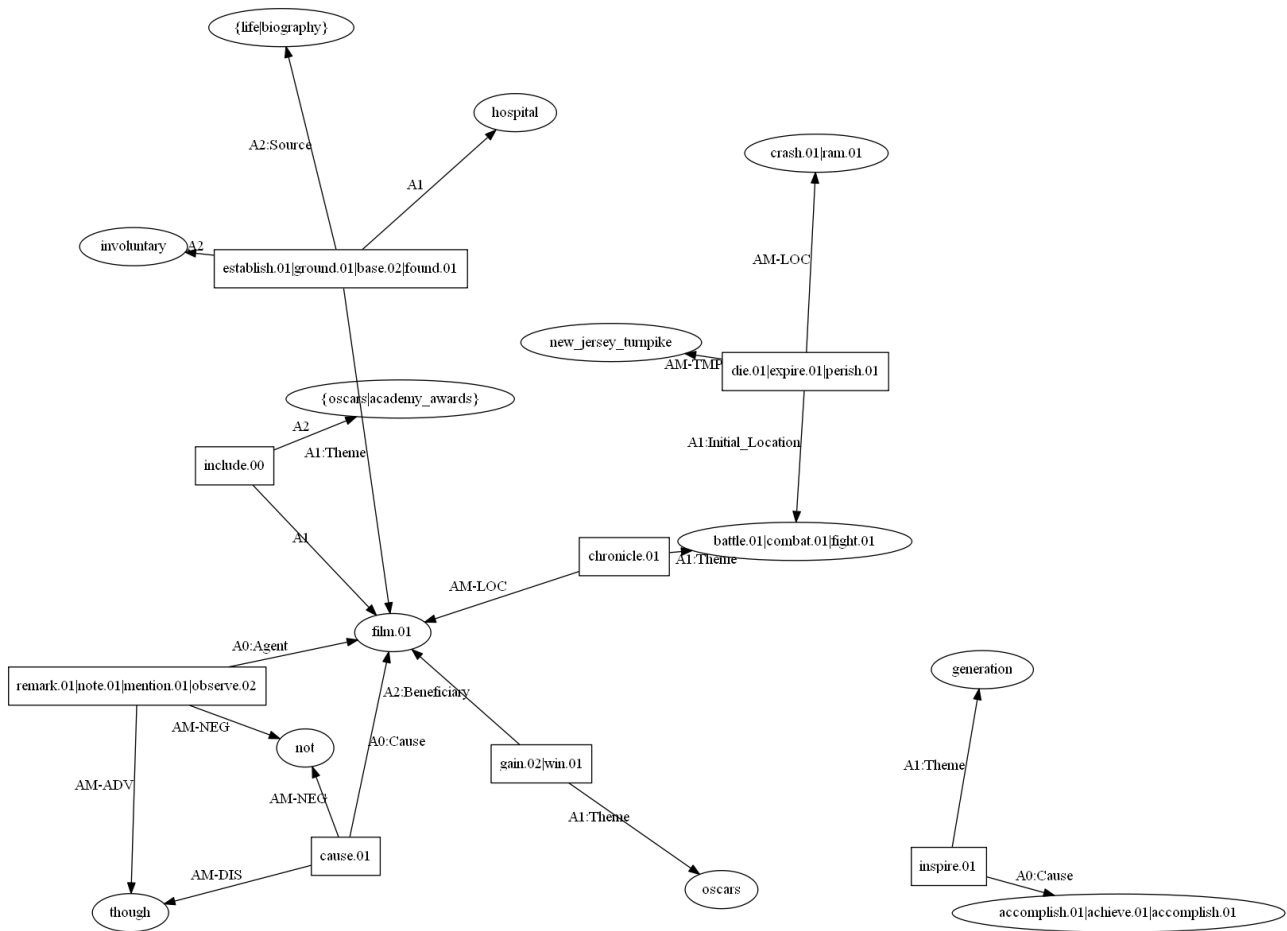 {life|biography}
hospital
A2:Source
crash.01|ram.01
A1
involuntary
A2
establish.01|ground.01|base.02|found.01
AM-LOC
new_jersey_turnpike
AM-TMP
die.01|expire.01|perish.01
{oscars|academy_awards}
A2
A1:Initial_Location
include.00
A1:Theme
A1
battle.01|combat.01|fight.01
chronicle.01
A1:Theme
AM-LOC
film.01
A0:Agent
generation
remark.01|note.01|mention.01|observe.02
A2:Beneficiary
AM-NEG
A0:Cause
not
gain.02|win.01
A1:Theme
AM-ADV
AM-NEG
A1:Theme
cause.01
inspire.01
AM-DIS
A0:Cause
oscars
though
accomplish.01|achieve.01|accomplish.01